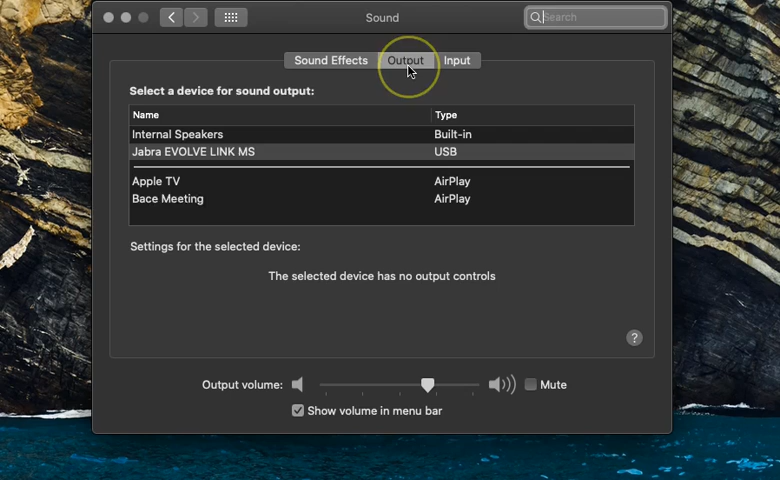 Sound
Search
Sound Effects Output Input
Select a device for sound output:
Name Type
Internal Speakers Built-in
Jabra EVOLVE LINK MS USB
Apple TV AirPlay
Bace Meeting AirPlay
Settings for the selected device:
The selected device has no output controls
?
Output volume: Mute
Show volume in menu bar